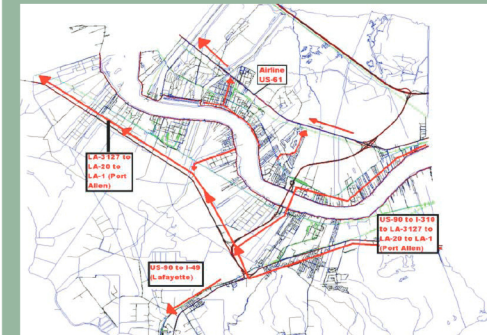 Airline
US-61
LA-3127 to
LA-20 to
LA-1 (Port
Allen)
US-90 to I-310
to LA-3127 to
LA-20 to LA-1
(Port Allen)
US-90 to I-49
(Lafayette)